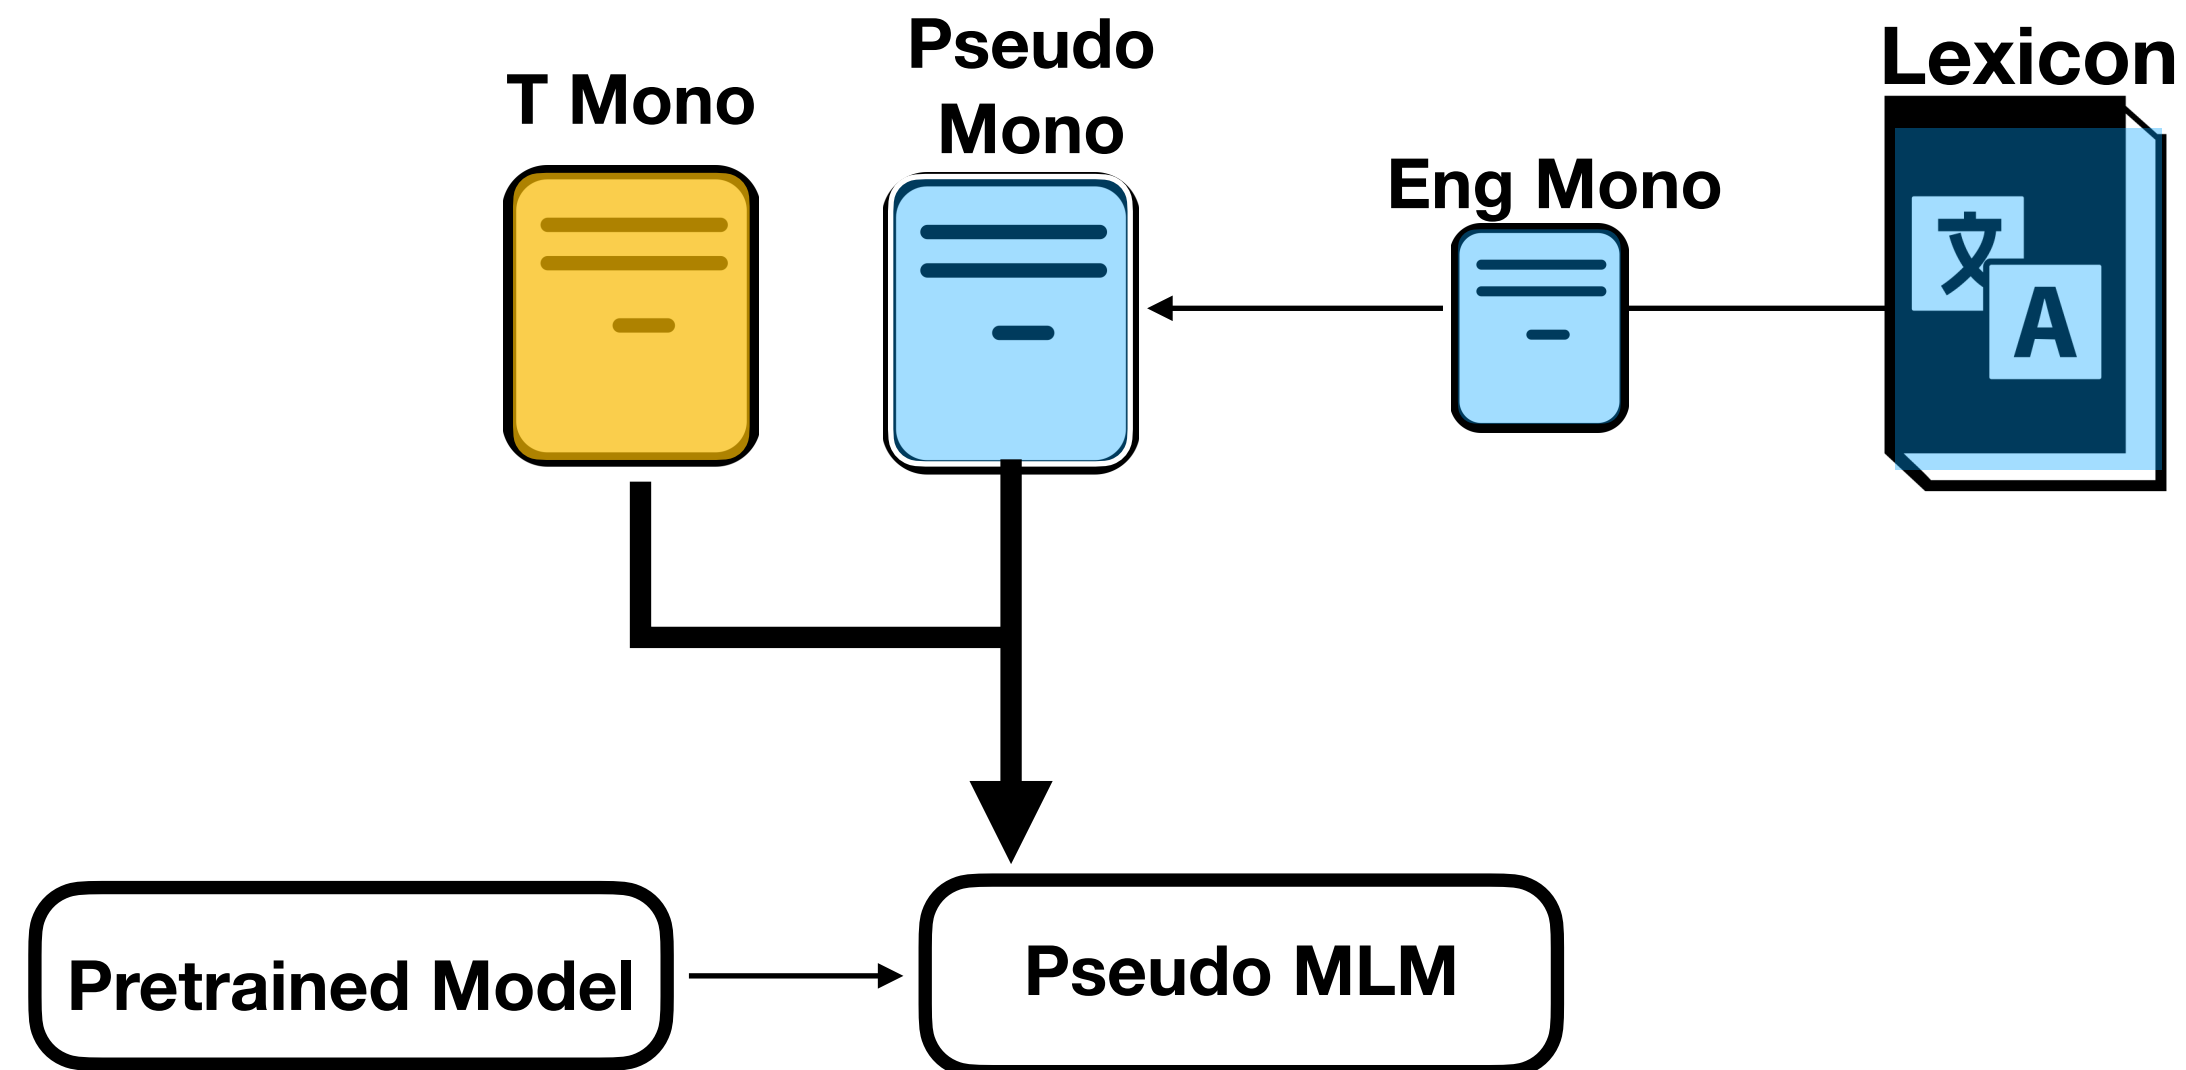 T Mono
Pseudo
Mono
Eng Mono
Lexicon
文
A
Pretrained Model
Pseudo MLM